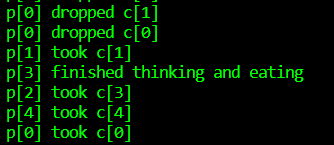 p[0] dropped c[1]
p[0] dropped c[0]
p[1] took c[1]
p[3] finished thinking and eating
p[2] took c[3]
p[4] took c[4]
p[0] took c[0]